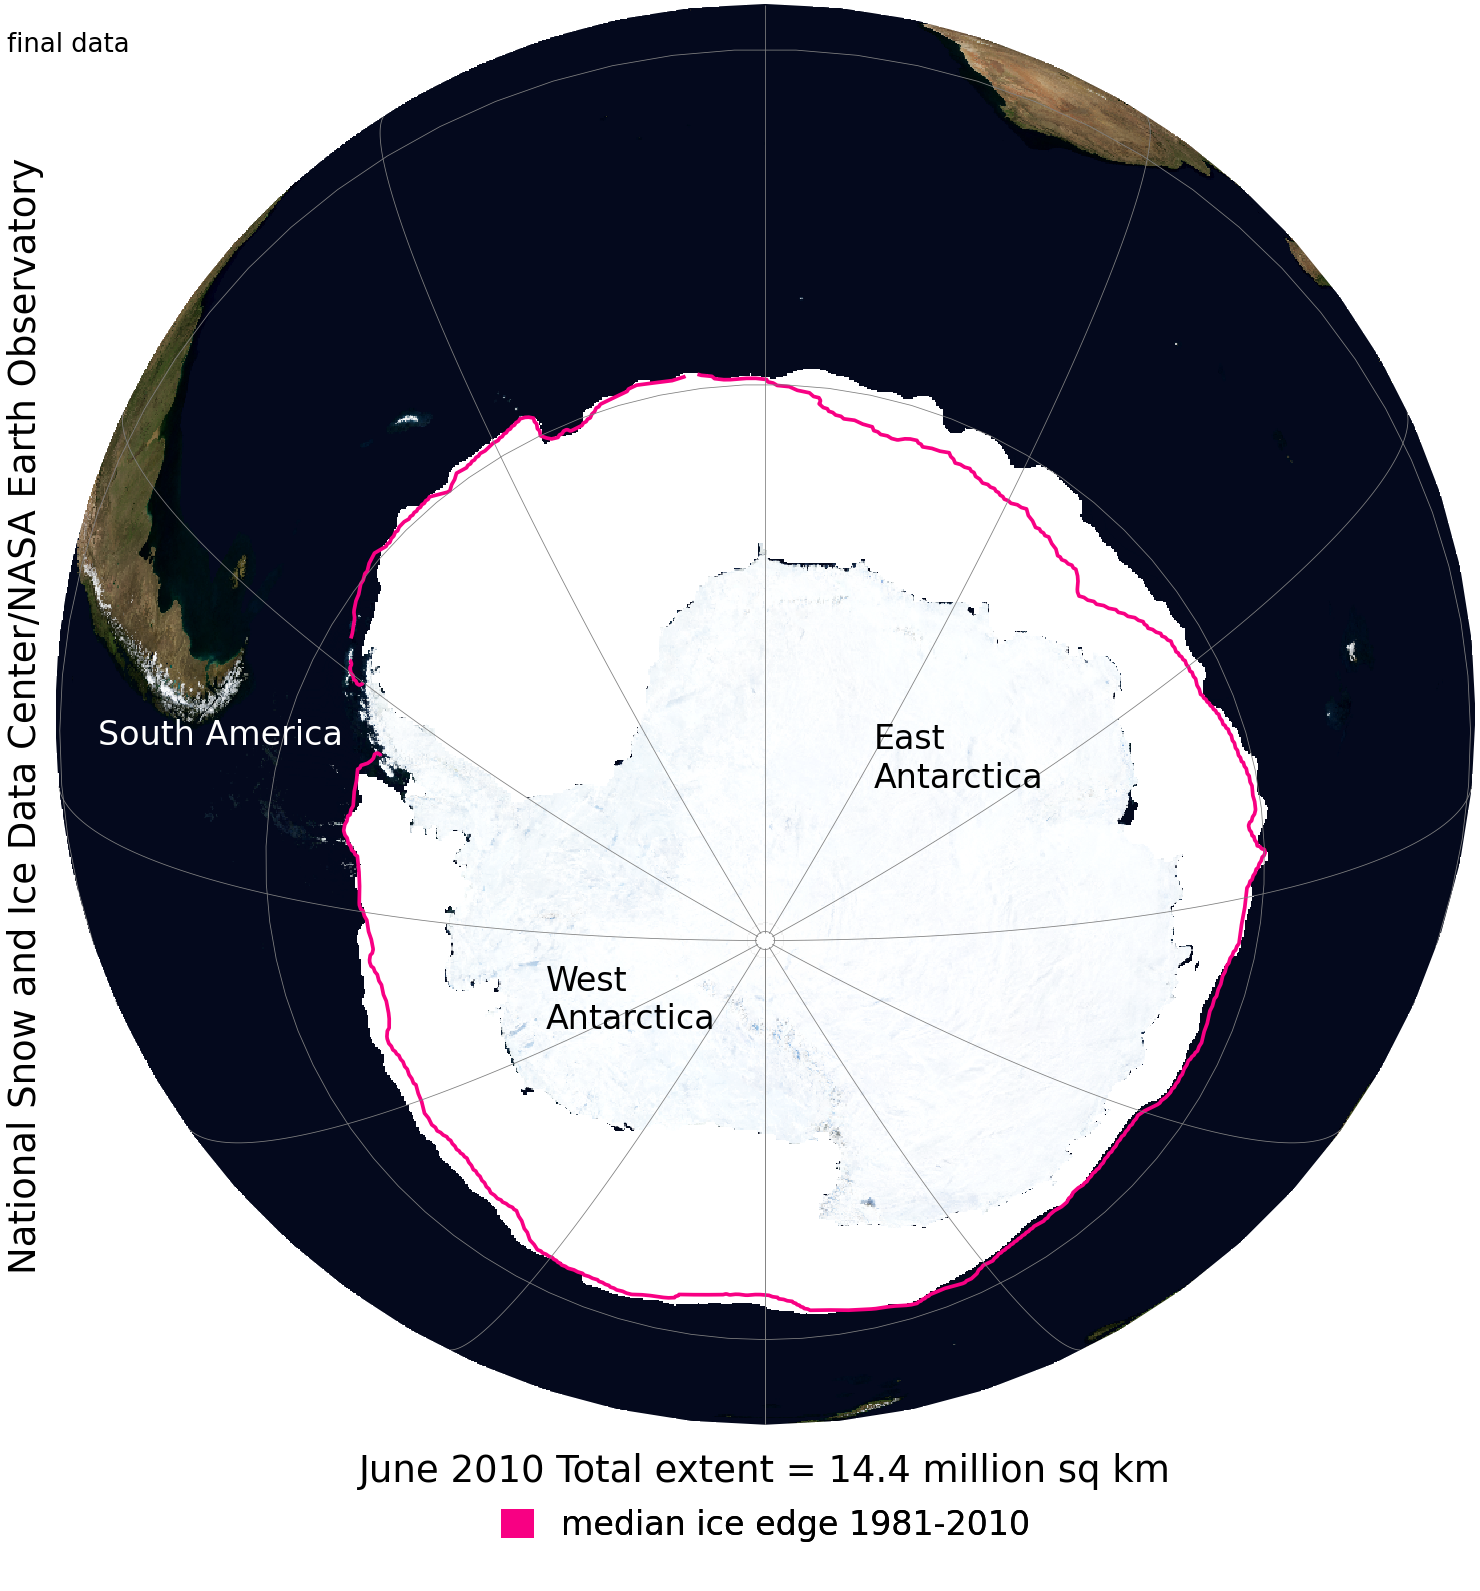 final data
National Snow and Ice Data Center/NASA Earth Observatory
South America
East
Antarctica
West
Antarctica
June 2010 Total extent = 14.4 million sq km
median ice edge 1981-2010